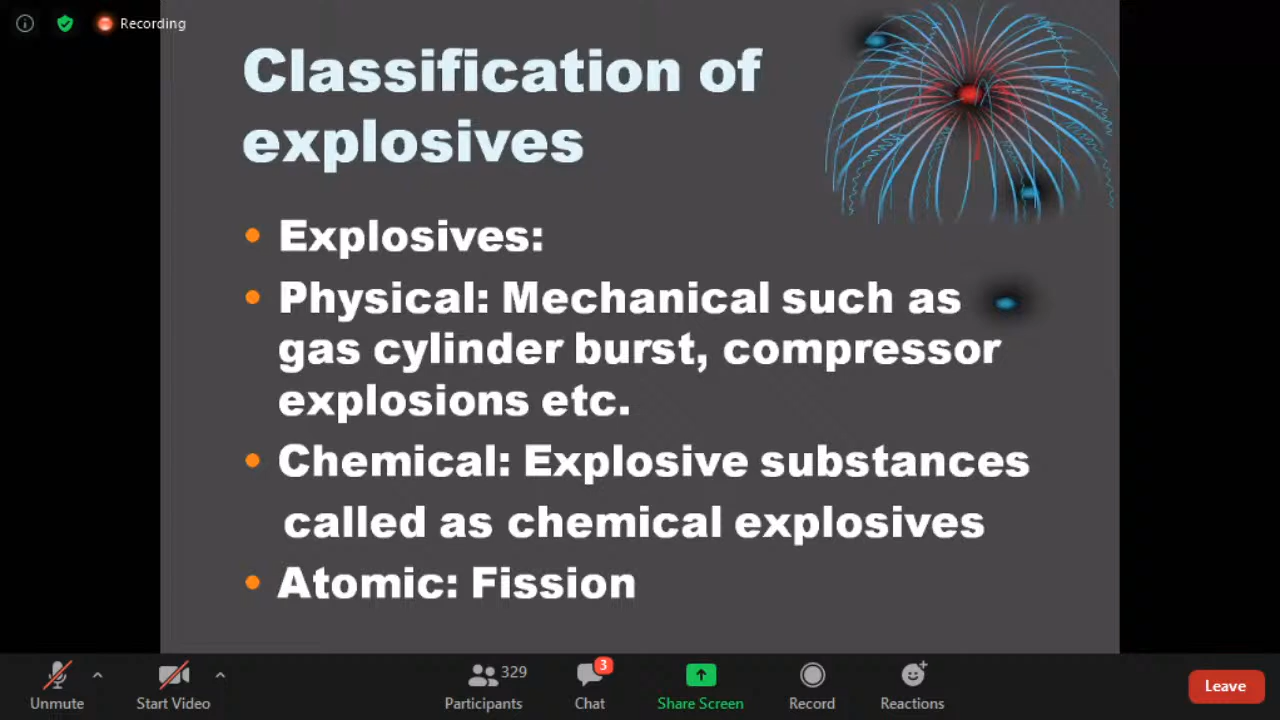 Recording
Classification of
explosives
Explosives:
Physical: Mechanical such as
gas cylinder burst, compressor
explosions etc.
Chemical: Explosive substances
called as chemical explosives
Atomic: Fission
329
3
Unmute
Start Video
Participants
Chat
Share Screen
Record
Reactions
Leave